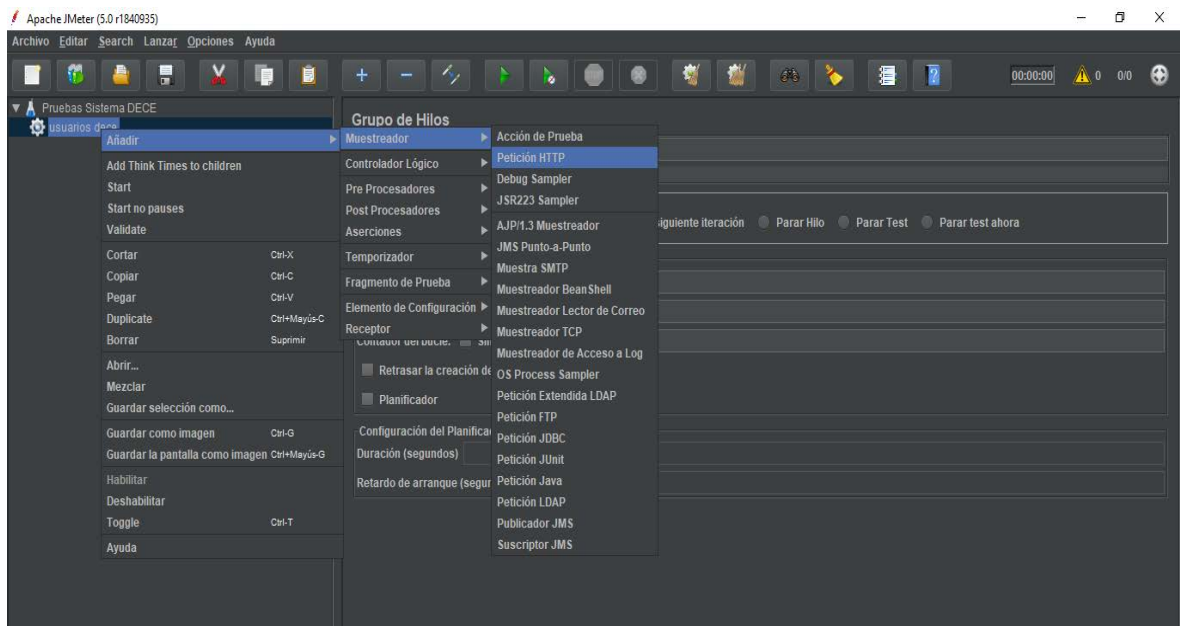 Apache JMeter (5.0 r1840935)
Archivo Editar Search Lanzar Opciones Ayuda
00:00:00 0 0/0
Pruebas Sistema DECE
usuarios dece
Grupo de Hilos
Añadir
Add Think Times to children
Start
Start no pauses
Validate
Cortar Ctrl-X
Copiar Ctrl-C
Pegar Ctrl-V
Duplicate Ctrl+Mayús-C
Borrar Suprimir
Abrir...
Mezclar
Guardar selección como...
Guardar como imagen Ctrl-G
Guardar la pantalla como imagen Ctrl+Mayús-G
Habilitar
Deshabilitar
Toggle Ctrl-T
Ayuda
Muestreador
Controlador Lógico
Pre Procesadores
Post Procesadores
Aserciones
Temporizador
Fragmento de Prueba
Elemento de Configuración
Receptor
Acción de Prueba
Petición HTTP
Debug Sampler
JSR223 Sampler
AJP/1.3 Muestreador
JMS Punto-a-Punto
Muestra SMTP
Muestreador BeanShell
Muestreador Lector de Correo
Muestreador TCP
Muestreador de Acceso a Log
OS Process Sampler
Petición Extendida LDAP
Petición FTP
Petición JDBC
Petición JUnit
Petición Java
Petición LDAP
Publicador JMS
Suscriptor JMS
siguiente iteración Parar Hilo Parar Test Parar test ahora
Contador del bucle: Sin
Retrasar la creación de
Planificador
Configuración del Planifica
Duración (segundos)
Retardo de arranque (segun